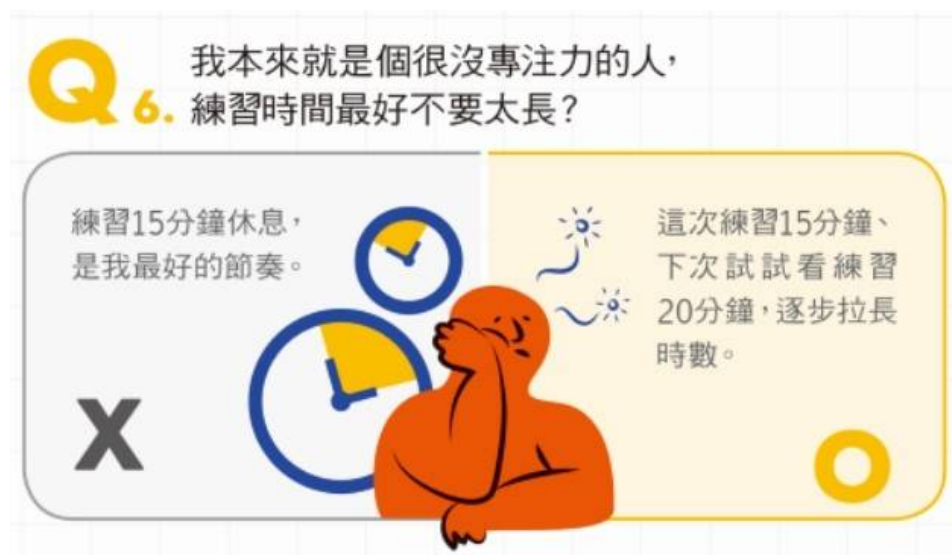 Q 6.
我本來就是個很沒專注力的人，
練習時間最好不要太長？
練習15分鐘休息，
是我最好的節奏。
X
這次練習15分鐘、
下次試試看練習
20分鐘，逐步拉長
時數。
O